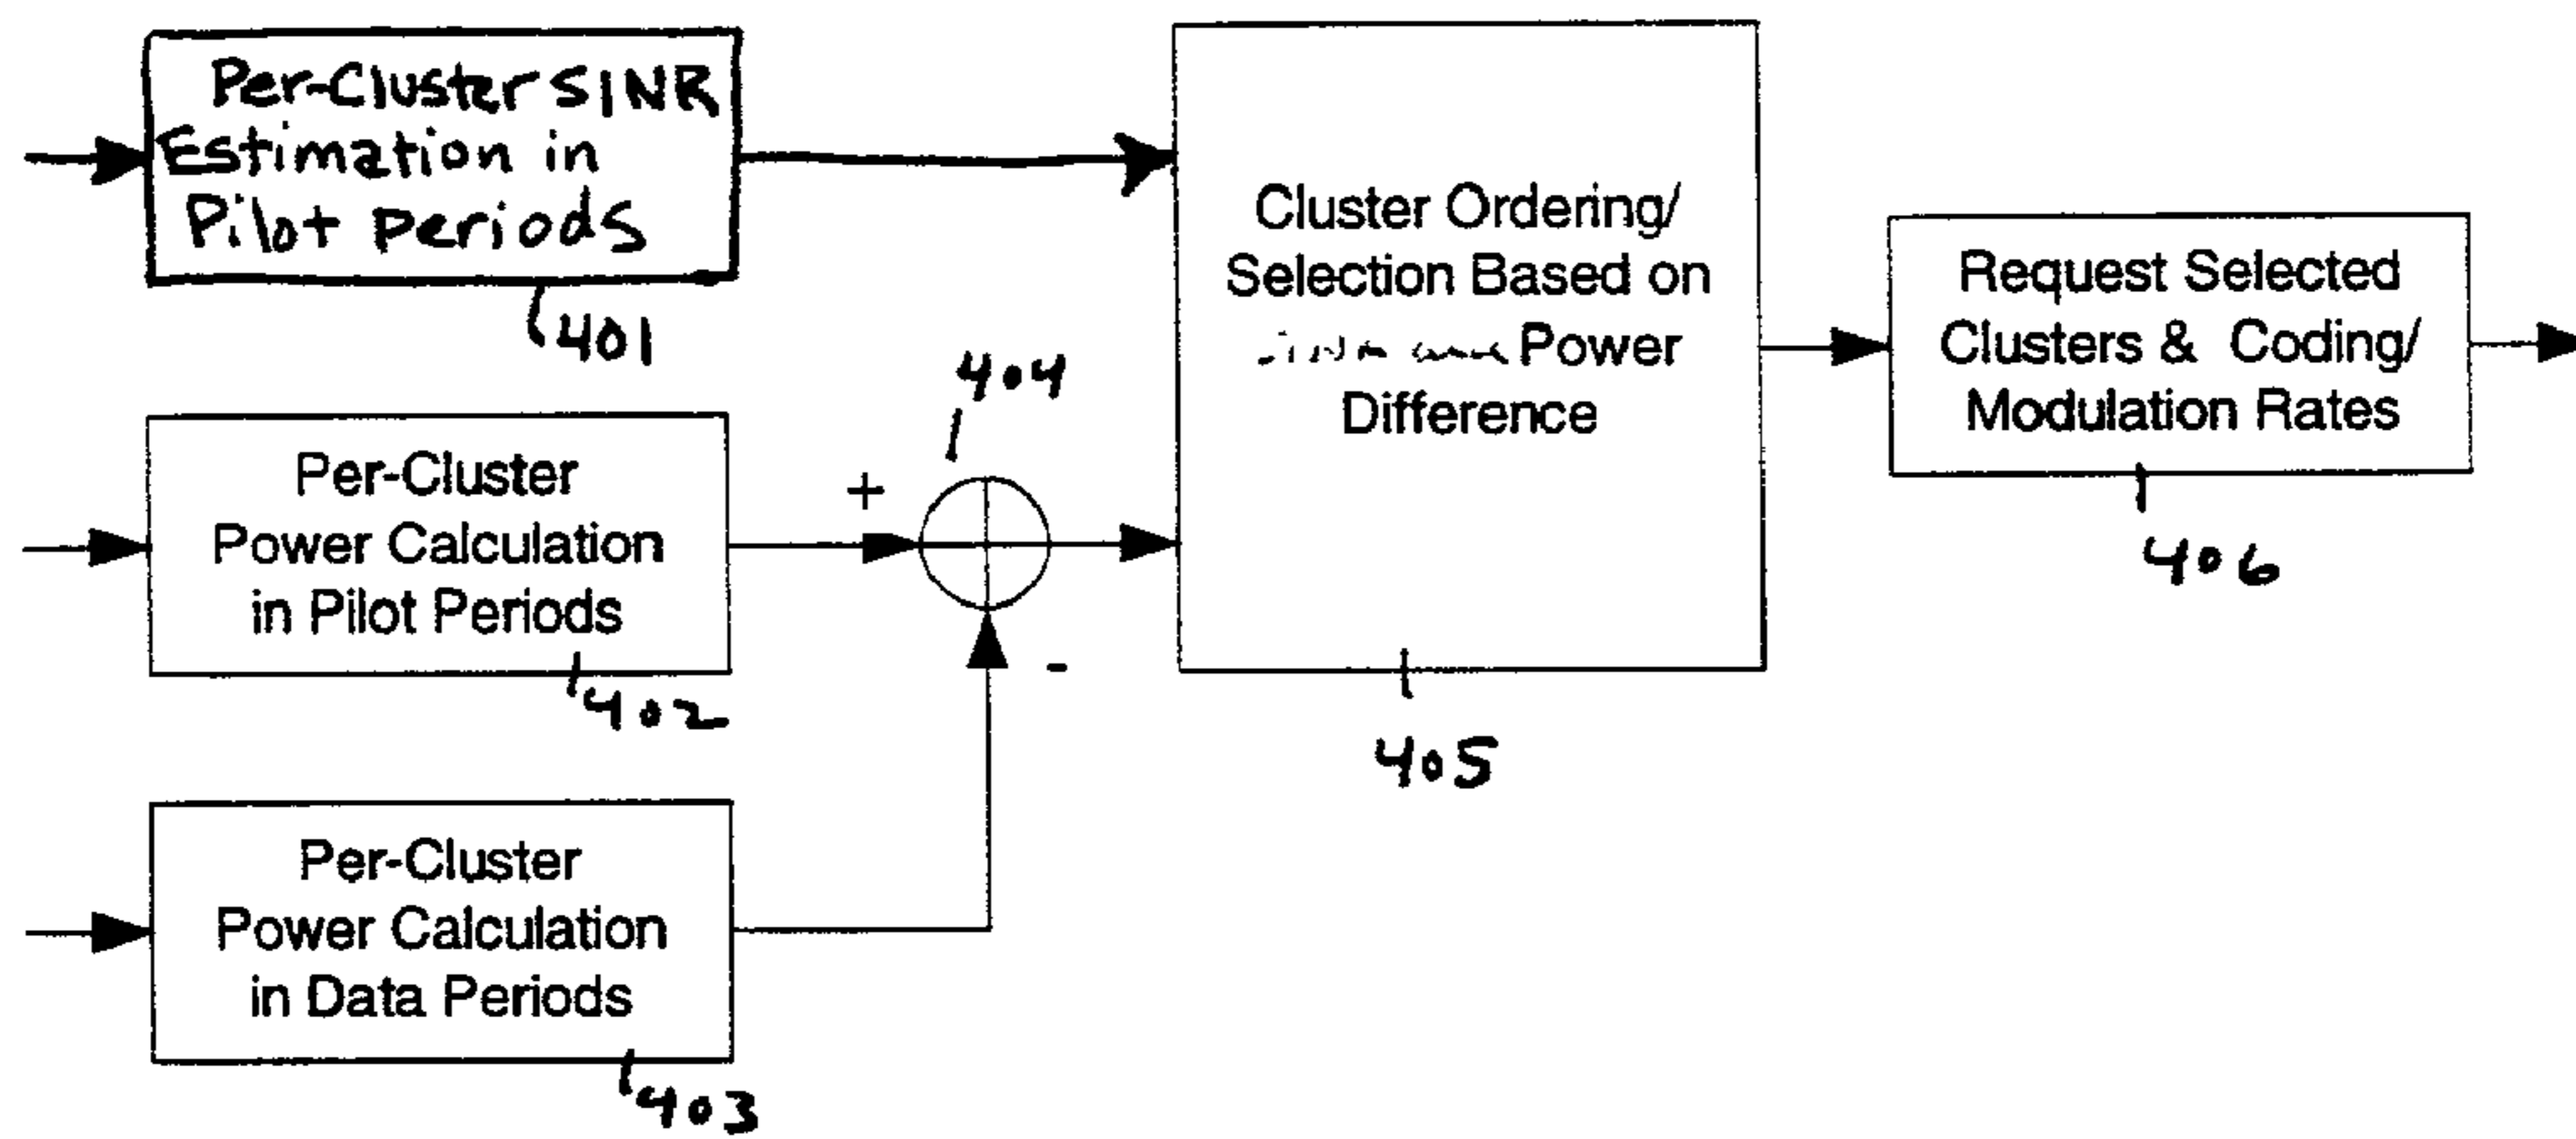 Per-Cluster SINR
Estimation in
Pilot Periods
401
Per-Cluster
Power Calculation
in Pilot Periods
402
Per-Cluster
Power Calculation
in Data Periods
403
404
+
-
Cluster Ordering/
Selection Based on
Power
Difference
405
Request Selected
Clusters & Coding/
Modulation Rates
406